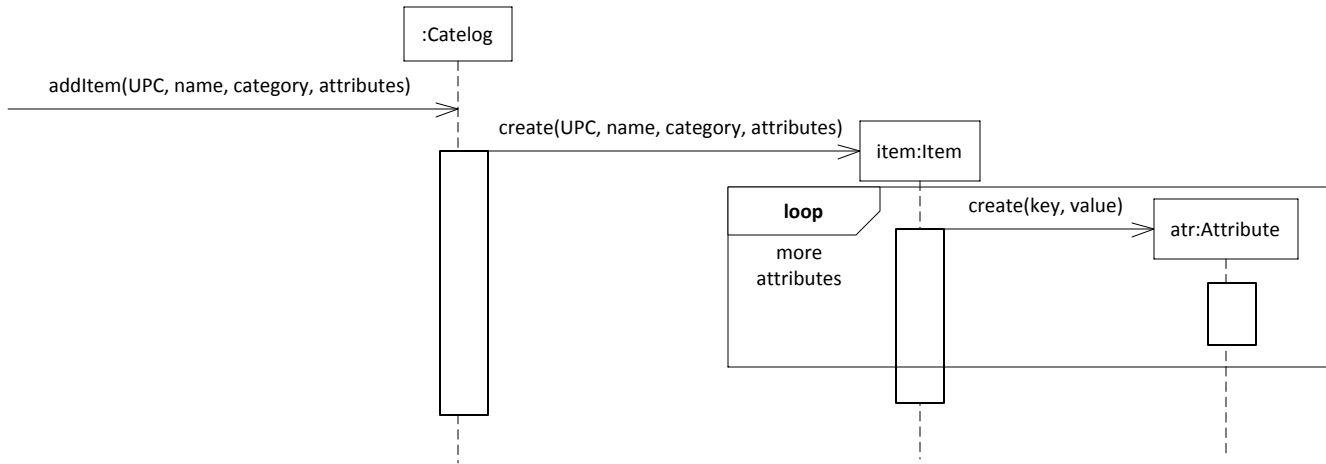 :Catelog
addItem(UPC, name, category, attributes)
create(UPC, name, category, attributes)
item:Item
loop
more
attributes
create(key, value)
atr:Attribute